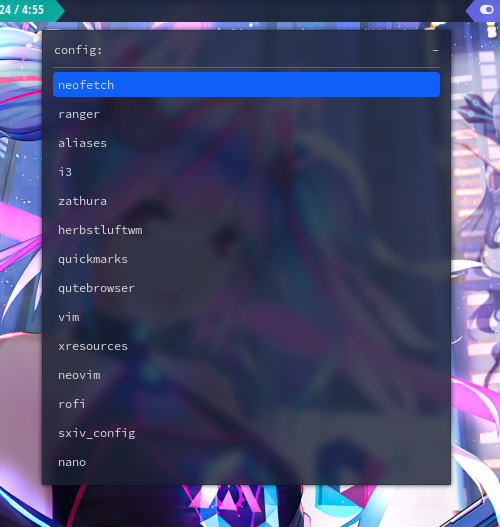 24 / 4:55
config:
neofetch
ranger
aliases
i3
zathura
herbstluftwm
quickmarks
qutebrowser
vim
xresources
neovim
rofi
sxiv_config
nano